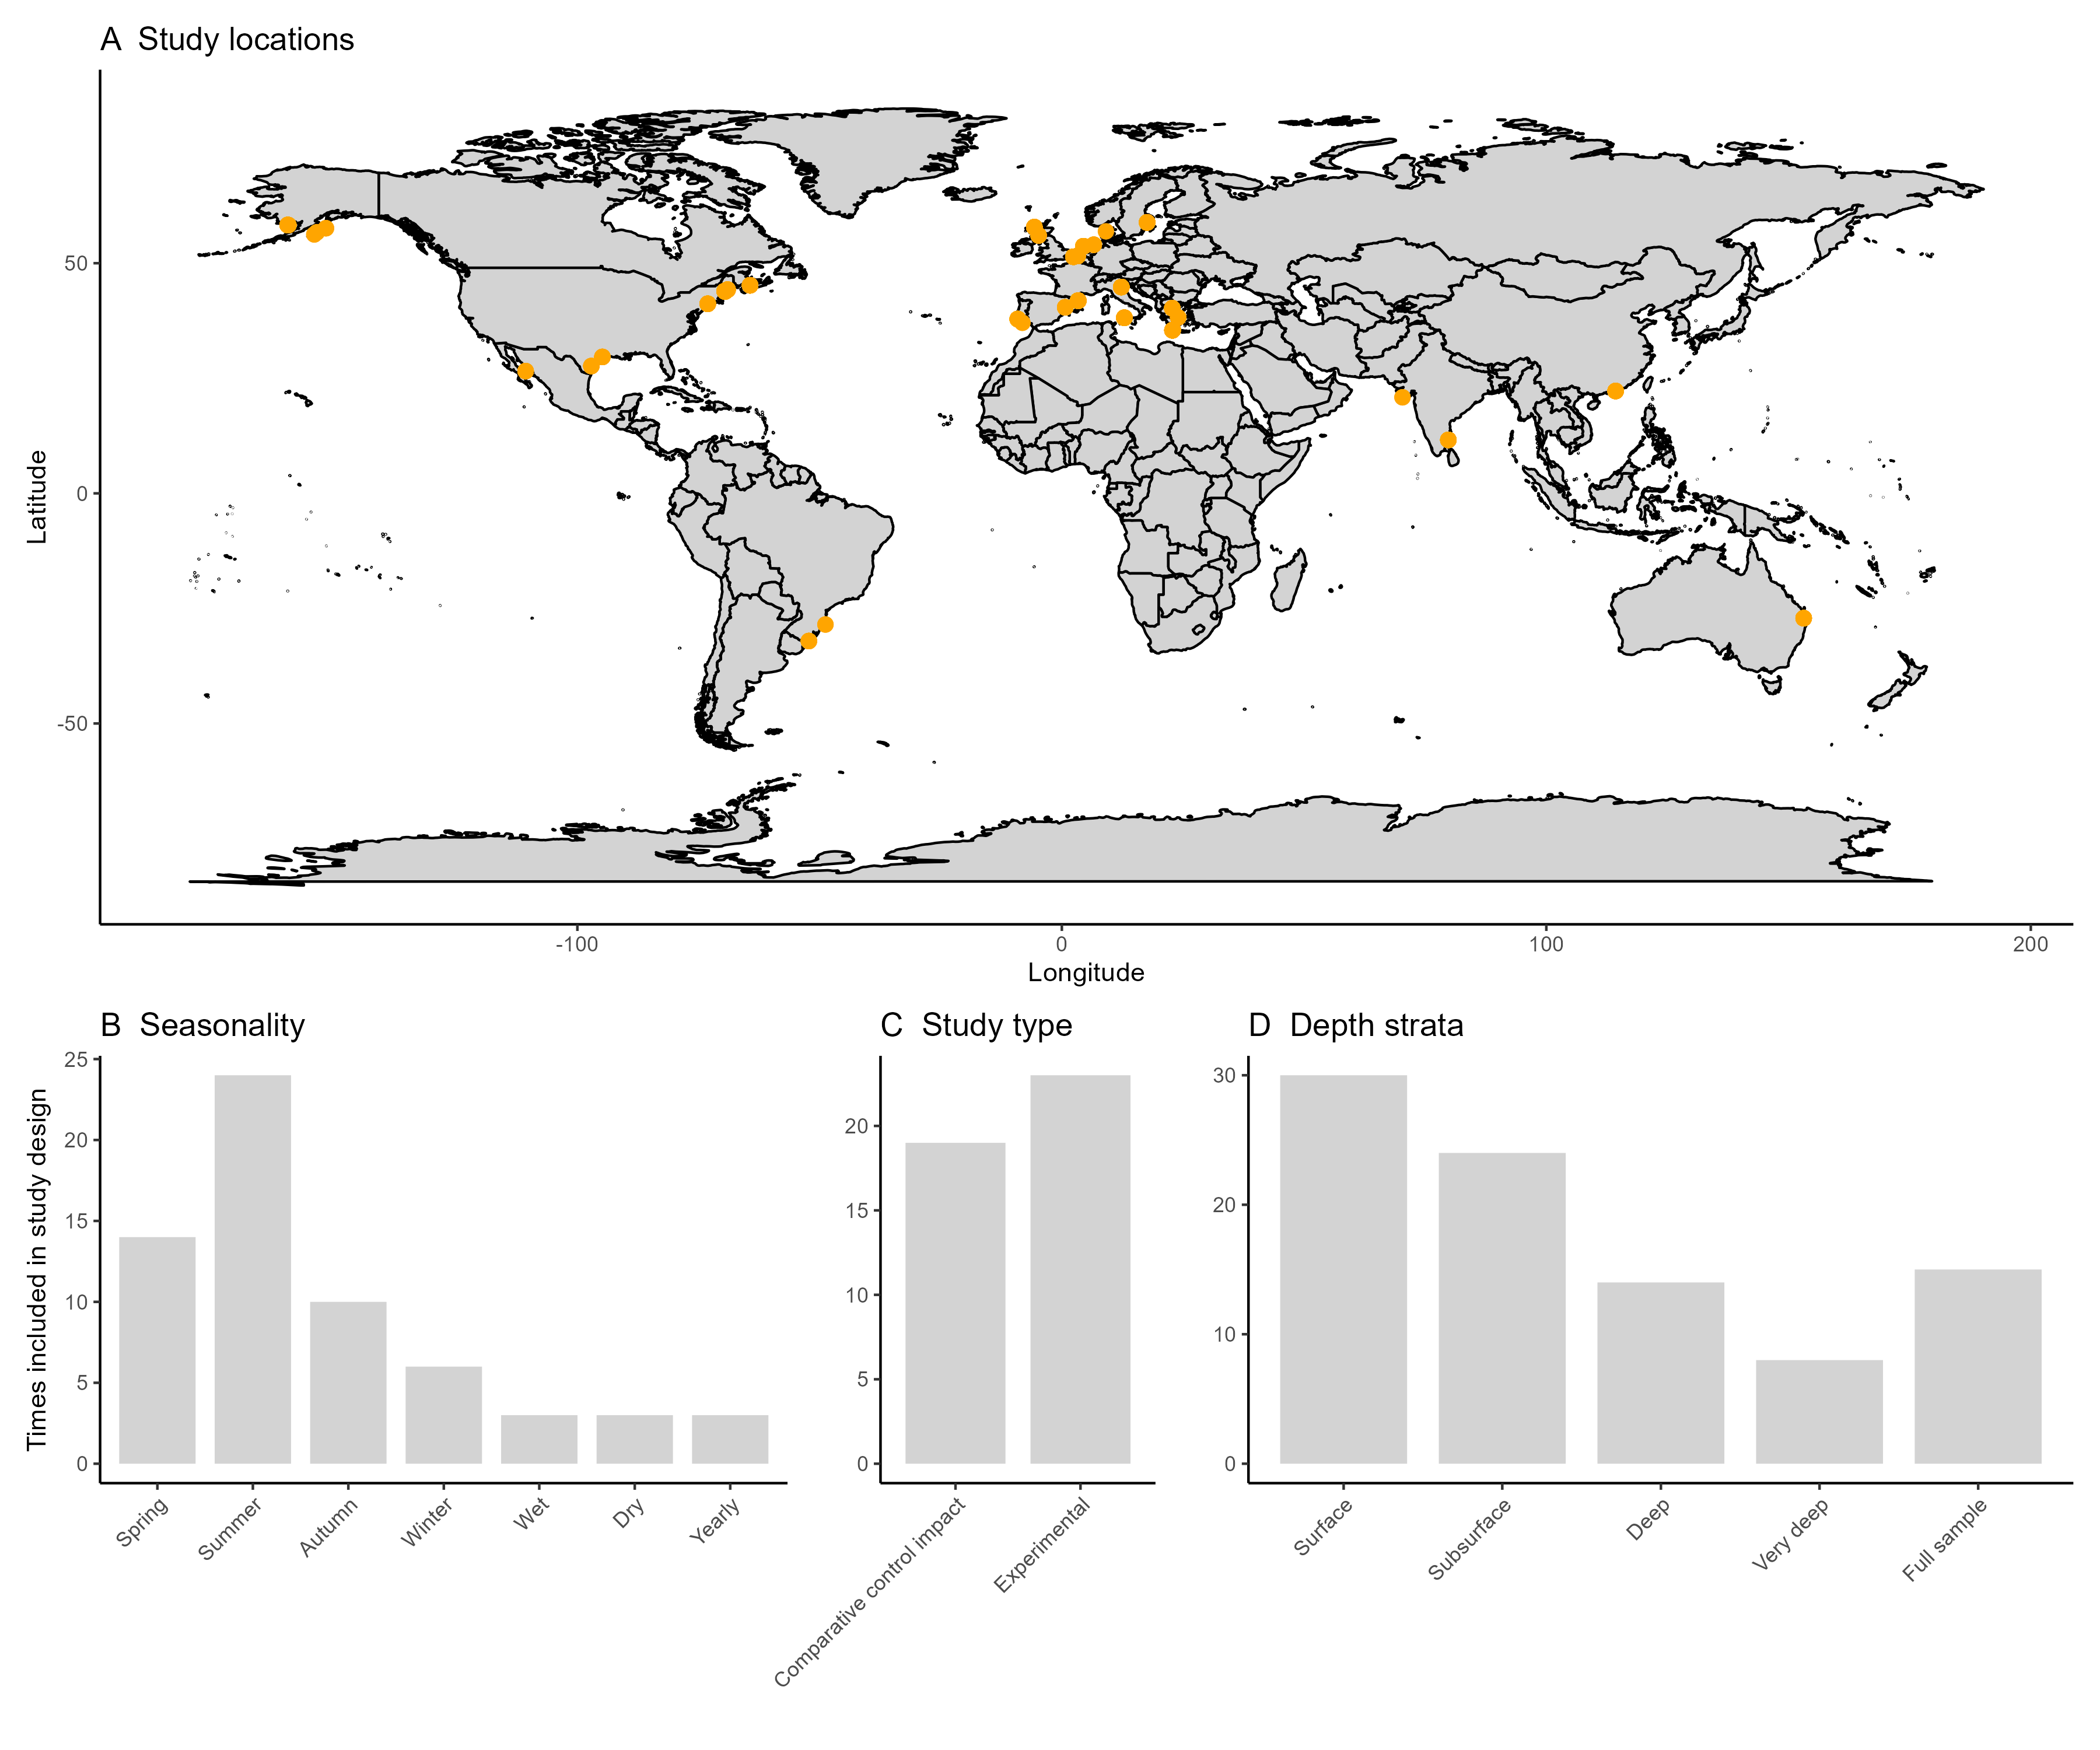 A  Study locations
Latitude
50
0
-50
-100
0
100
200
Longitude
B  Seasonality
Times included in study design
25
20
15
10
5
0
Spring
Summer
Autumn
Winter
Wet
Dry
Yearly
C  Study type
20
15
10
5
0
Comparative control impact
Experimental
D  Depth strata
30
20
10
0
Surface
Subsurface
Deep
Very deep
Full sample